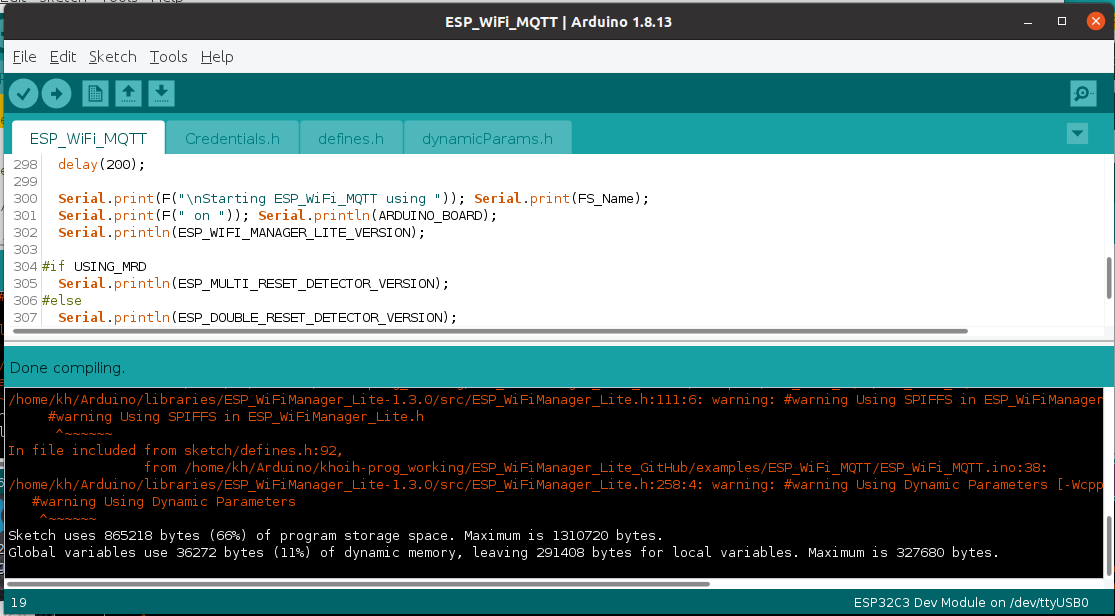 ESP_WiFi_MQTT | Arduino 1.8.13
File Edit Sketch Tools Help
ESP_WiFi_MQTT Credentials.h defines.h dynamicParams.h
298 delay(200);
299
300 Serial.print(F("\nStarting ESP_WiFi_MQTT using ")); Serial.print(FS_Name);
301 Serial.print(F(" on ")); Serial.println(ARDUINO_BOARD);
302 Serial.println(ESP_WIFI_MANAGER_LITE_VERSION);
303
304 #if USING_MRD
305 Serial.println(ESP_MULTI_RESET_DETECTOR_VERSION);
306 #else
307 Serial.println(ESP_DOUBLE_RESET_DETECTOR_VERSION);
Done compiling.
/home/kh/Arduino/libraries/ESP_WiFiManager_Lite-1.3.0/src/ESP_WiFiManager_Lite.h:111:6: warning: #warning Using SPIFFS in ESP_WiFiManager
#warning Using SPIFFS in ESP_WiFiManager_Lite.h
^~~~~~~
In file included from sketch/defines.h:92,
from /home/kh/Arduino/khoih-prog_working/ESP_WiFiManager_Lite_GitHub/examples/ESP_WiFi_MQTT/ESP_WiFi_MQTT.ino:38:
/home/kh/Arduino/libraries/ESP_WiFiManager_Lite-1.3.0/src/ESP_WiFiManager_Lite.h:258:4: warning: #warning Using Dynamic Parameters [-Wcpp
#warning Using Dynamic Parameters
^~~~~~~
Sketch uses 865218 bytes (66%) of program storage space. Maximum is 1310720 bytes.
Global variables use 36272 bytes (11%) of dynamic memory, leaving 291408 bytes for local variables. Maximum is 327680 bytes.
19 ESP32C3 Dev Module on /dev/ttyUSB0